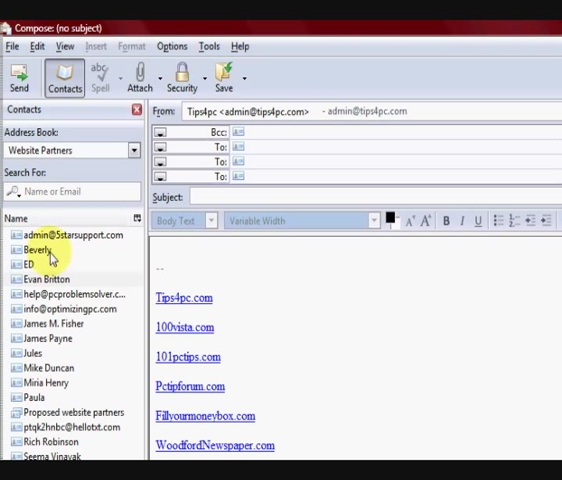 Compose: (no subject)
File Edit View Insert Format Options Tools Help
Send Contacts Spell Attach Security Save
Contacts
From: Tips4pc <admin@tips4pc.com> - admin@tips4pc.com
Address Book:
Bcc:
Website Partners
To:
To:
Search For:
To:
Name or Email
Subject:
Name
Body Text Variable Width
admin@5starsupport.com
Beverly
ED
Evan Britton
help@pcproblemsolver.c...
info@optimizingpc.com
James M. Fisher
James Payne
Jules
Mike Duncan
Miria Henry
Paula
Proposed website partners
ptqk2hnbc@hellotxt.com
Rich Robinson
Seema Vinayak
--
Tips4pc.com
100vista.com
101pctips.com
Pctipforum.com
Fillyourmoneybox.com
WoodfordNewspaper.com